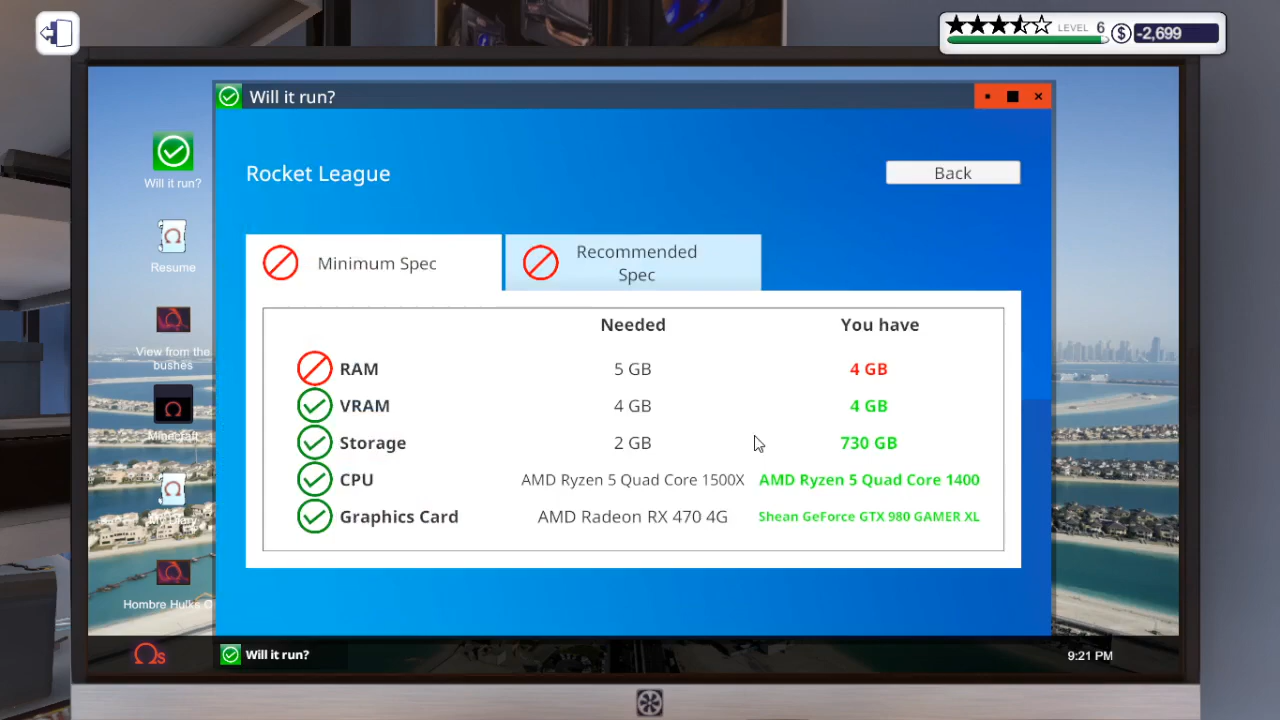 LEVEL 6
$ -2,699
Will it run?
Will it run?
Rocket League
Back
Resume
Minimum Spec
Recommended
Spec
Needed
You have
View from the
bushes
RAM
5 GB
4 GB
VRAM
4 GB
4 GB
Minecraft
Storage
2 GB
730 GB
CPU
AMD Ryzen 5 Quad Core 1500X
AMD Ryzen 5 Quad Core 1400
Graphics Card
AMD Radeon RX 470 4G
Shean GeForce GTX 980 GAMER XL
Hombre Hulks O
Ωs
Will it run?
9:21 PM